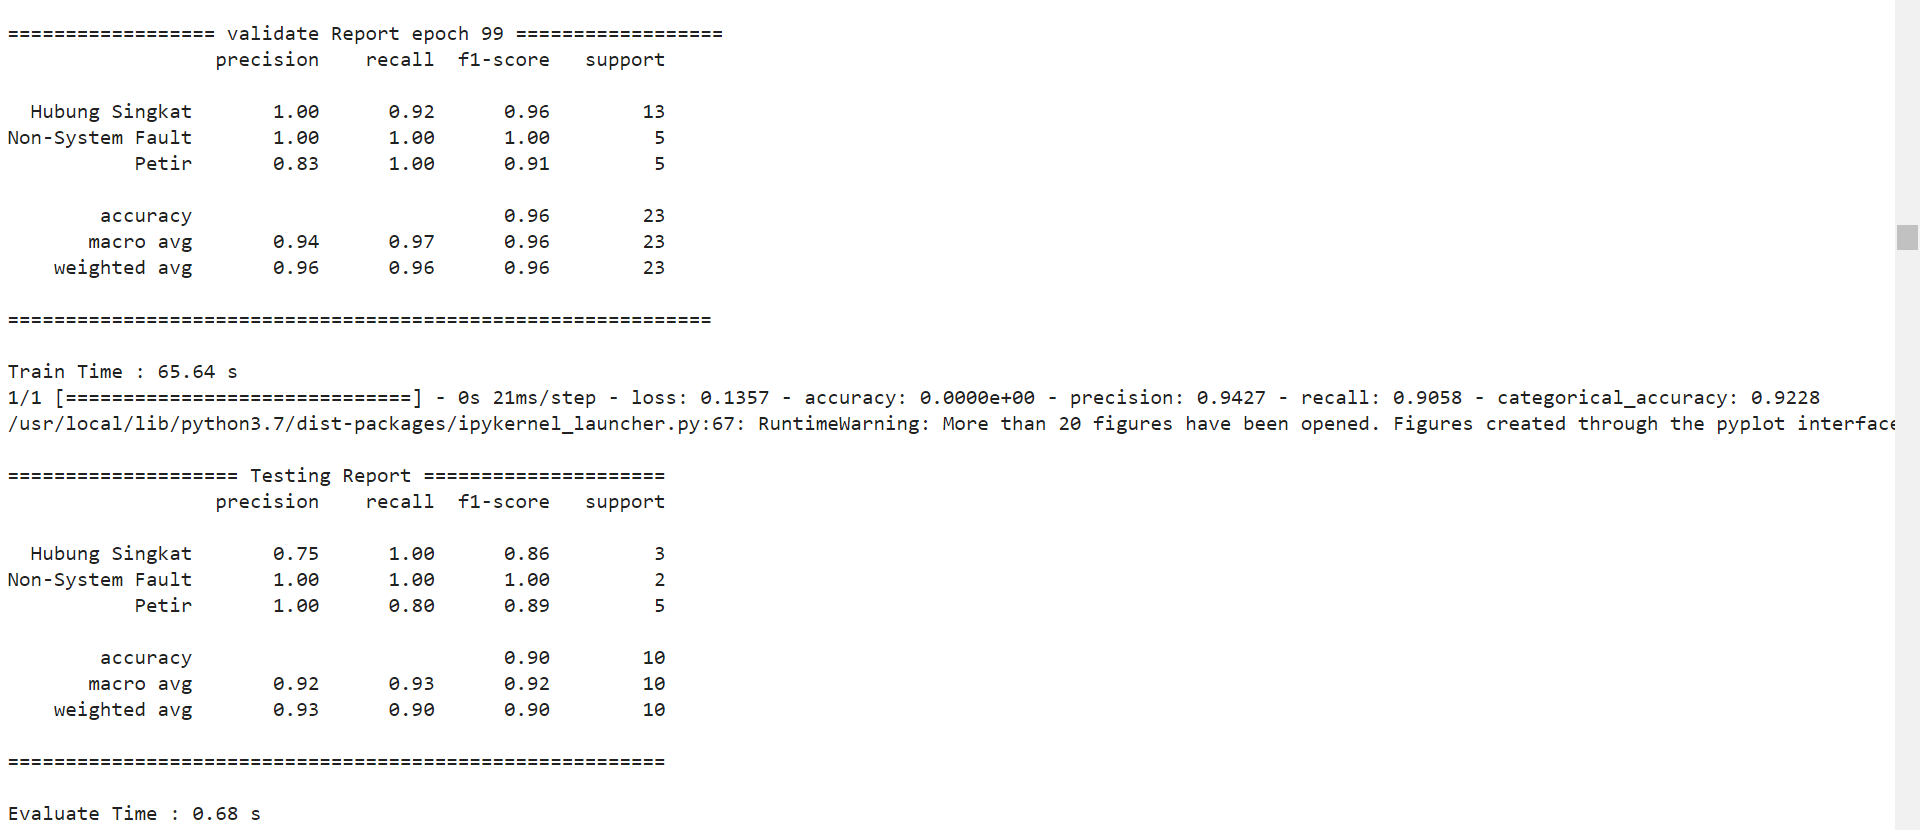 ================== validate Report epoch 99 ==================
                  precision    recall  f1-score   support

  Hubung Singkat       1.00      0.92      0.96        13
Non-System Fault       1.00      1.00      1.00         5
           Petir       0.83      1.00      0.91         5

        accuracy                           0.96        23
       macro avg       0.94      0.97      0.96        23
    weighted avg       0.96      0.96      0.96        23

=============================================================

Train Time : 65.64 s
1/1 [==============================] - 0s 21ms/step - loss: 0.1357 - accuracy: 0.0000e+00 - precision: 0.9427 - recall: 0.9058 - categorical_accuracy: 0.9228
/usr/local/lib/python3.7/dist-packages/ipykernel_launcher.py:67: RuntimeWarning: More than 20 figures have been opened. Figures created through the pyplot interface

==================== Testing Report =====================
                  precision    recall  f1-score   support

  Hubung Singkat       0.75      1.00      0.86         3
Non-System Fault       1.00      1.00      1.00         2
           Petir       1.00      0.80      0.89         5

        accuracy                           0.90        10
       macro avg       0.92      0.93      0.92        10
    weighted avg       0.93      0.90      0.90        10

=========================================================

Evaluate Time : 0.68 s